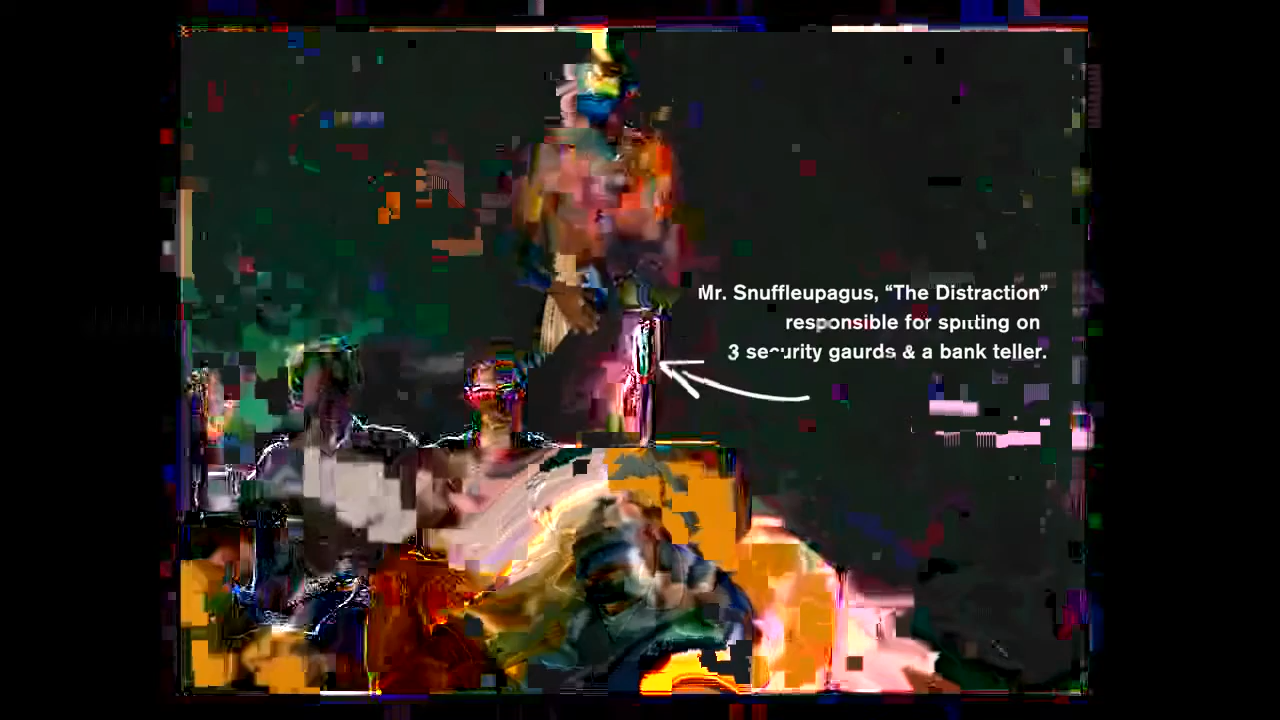 Mr. Snuffleupagus, “The Distraction”
responsible for spitting on
3 security gaurds & a bank teller.